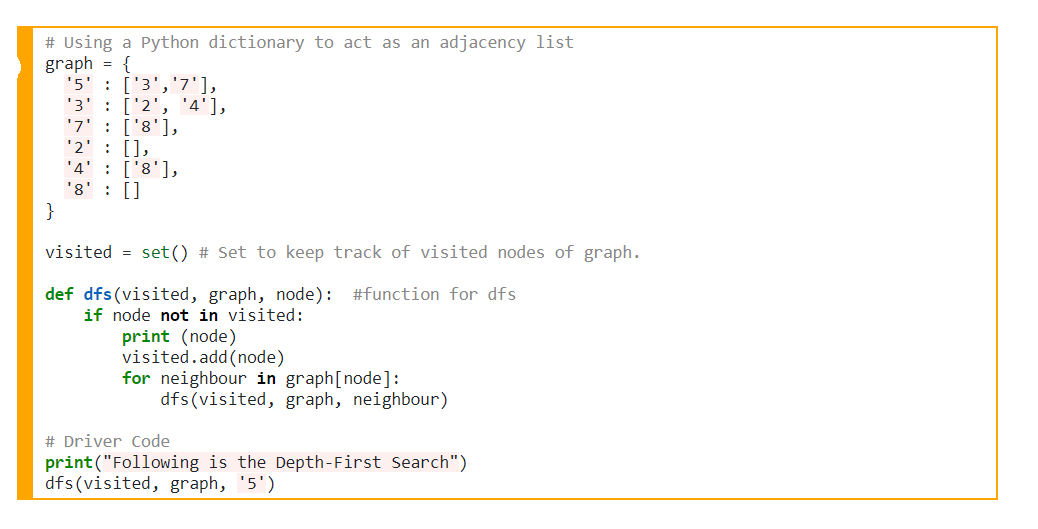 # Using a Python dictionary to act as an adjacency list
graph = {
  '5' : ['3','7'],
  '3' : ['2', '4'],
  '7' : ['8'],
  '2' : [],
  '4' : ['8'],
  '8' : []
}
visited = set() # Set to keep track of visited nodes of graph.
def dfs(visited, graph, node):  #function for dfs
    if node not in visited:
        print (node)
        visited.add(node)
        for neighbour in graph[node]:
            dfs(visited, graph, neighbour)
# Driver Code
print("Following is the Depth-First Search")
dfs(visited, graph, '5')